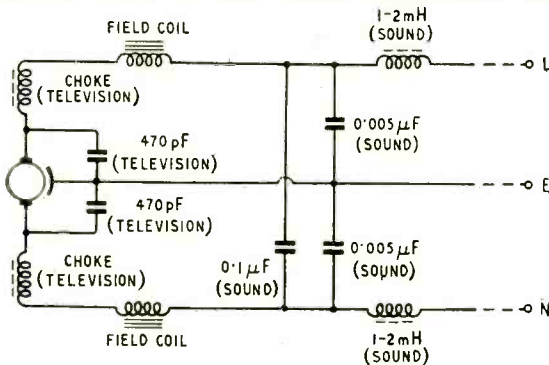 FIELD COIL
1-2mH
(SOUND)
L
CHOKE
(TELEVISION)
470pF
(TELEVISION)
0·005µF
(SOUND)
E
470pF
(TELEVISION)
0·1µF
(SOUND)
0·005µF
(SOUND)
CHOKE
(TELEVISION)
N
FIELD COIL
1-2mH
(SOUND)